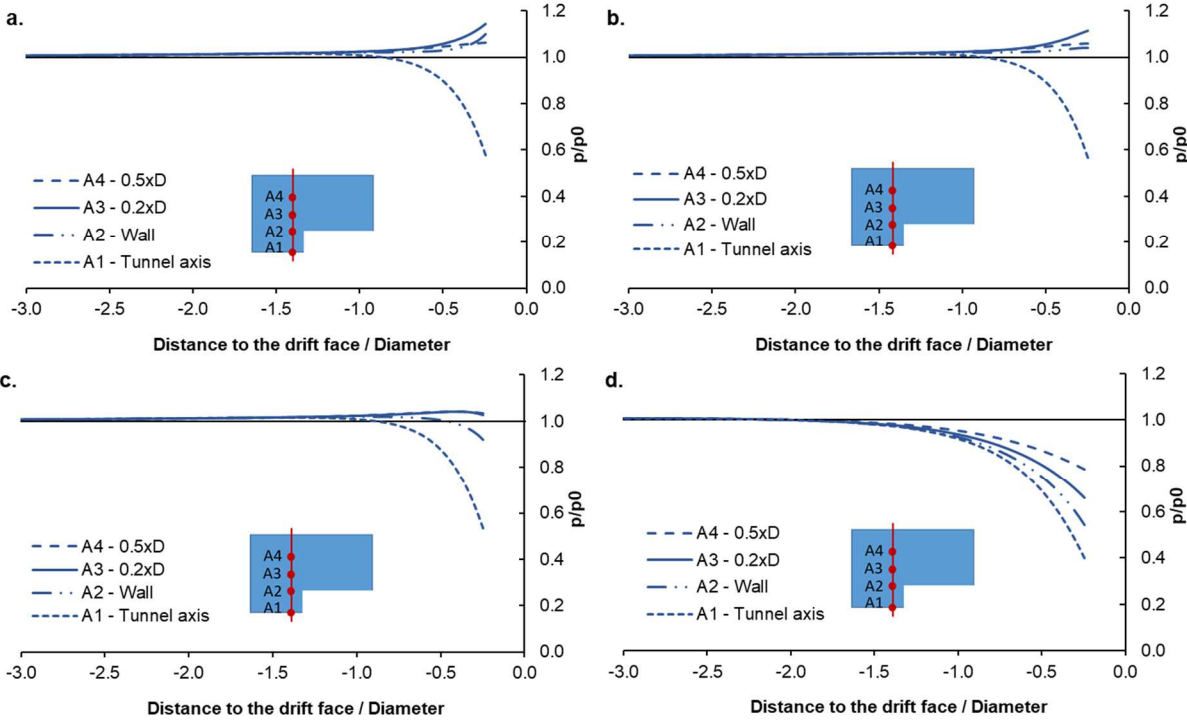 a.
1.2
1.0
0.8
0.6
0.4
0.2
0.0
p/p0
A4 - 0.5xD
A3 - 0.2xD
A2 - Wall
A1 - Tunnel axis
A4
A3
A2
A1
-3.0 -2.5 -2.0 -1.5 -1.0 -0.5 0.0
Distance to the drift face / Diameter
b.
1.2
1.0
0.8
0.6
0.4
0.2
0.0
p/p0
A4 - 0.5xD
A3 - 0.2xD
A2 - Wall
A1 - Tunnel axis
A4
A3
A2
A1
-3.0 -2.5 -2.0 -1.5 -1.0 -0.5 0.0
Distance to the drift face / Diameter
c.
1.2
1.0
0.8
0.6
0.4
0.2
0.0
p/p0
A4 - 0.5xD
A3 - 0.2xD
A2 - Wall
A1 - Tunnel axis
A4
A3
A2
A1
-3.0 -2.5 -2.0 -1.5 -1.0 -0.5 0.0
Distance to the drift face / Diameter
d.
1.2
1.0
0.8
0.6
0.4
0.2
0.0
p/p0
A4 - 0.5xD
A3 - 0.2xD
A2 - Wall
A1 - Tunnel axis
A4
A3
A2
A1
-3.0 -2.5 -2.0 -1.5 -1.0 -0.5 0.0
Distance to the drift face / Diameter